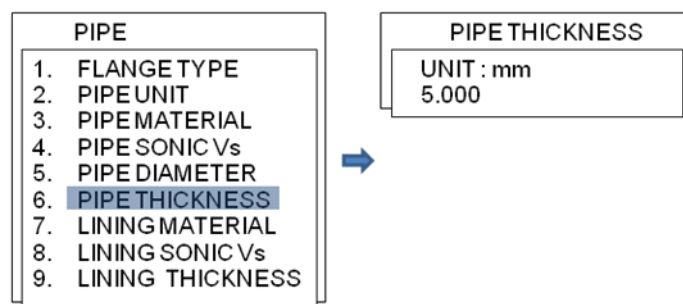 PIPE
1. FLANGE TYPE
2. PIPE UNIT
3. PIPE MATERIAL
4. PIPE SONIC Vs
5. PIPE DIAMETER
6. PIPE THICKNESS
7. LINING MATERIAL
8. LINING SONIC Vs
9. LINING THICKNESS
PIPE THICKNESS
UNIT : mm
5.000